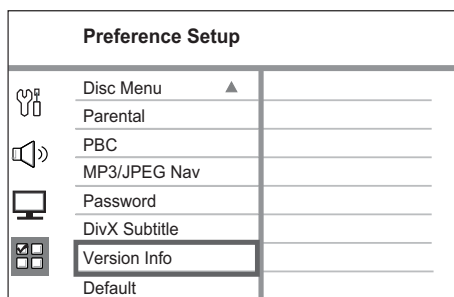 Preference Setup
Disc Menu
Parental
PBC
MP3/JPEG Nav
Password
DivX Subtitle
Version Info
Default